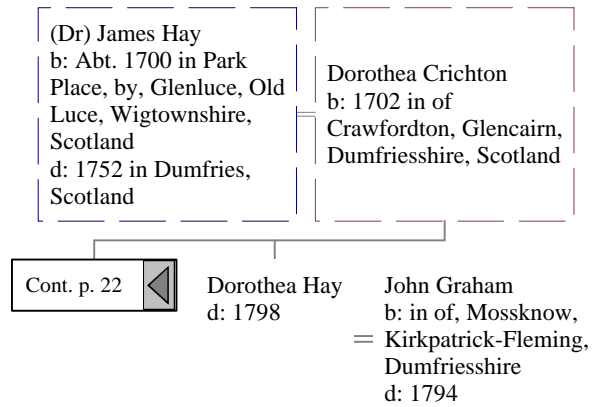 (Dr) James Hay
b: Abt. 1700 in Park
Place, by, Glenluce, Old
Luce, Wigtownshire,
Scotland
d: 1752 in Dumfries,
Scotland
Dorothea Crichton
b: 1702 in of
Crawfordton, Glencairn,
Dumfriesshire, Scotland
Cont. p. 22
Dorothea Hay
d: 1798
John Graham
b: in of, Mossknow,
Kirkpatrick-Fleming,
Dumfriesshire
d: 1794